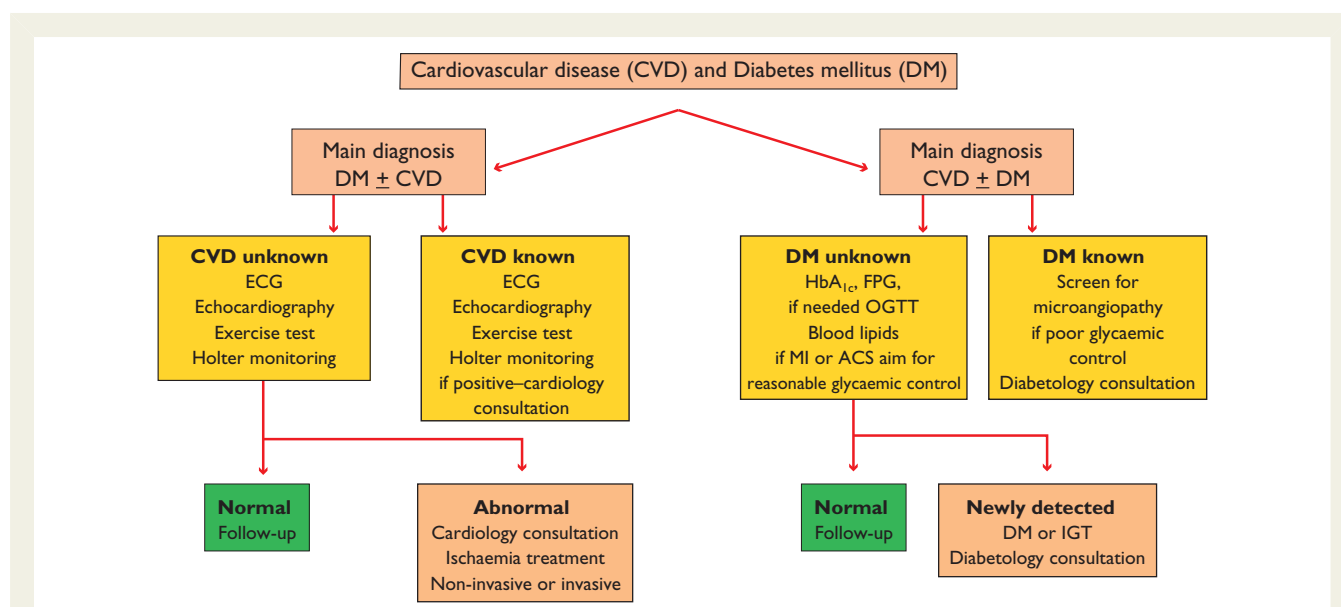 Cardiovascular disease (CVD) and Diabetes mellitus (DM)
Main diagnosis
DM ± CVD
Main diagnosis
CVD ± DM
CVD unknown
ECG
Echocardiography
Exercise test
Holter monitoring
CVD known
ECG
Echocardiography
Exercise test
Holter monitoring
if positive–cardiology
consultation
DM unknown
HbA1c, FPG,
if needed OGTT
Blood lipids
if MI or ACS aim for
reasonable glycaemic control
DM known
Screen for
microangiopathy
if poor glycaemic
control
Diabetology consultation
Normal
Follow-up
Abnormal
Cardiology consultation
Ischaemia treatment
Non-invasive or invasive
Normal
Follow-up
Newly detected
DM or IGT
Diabetology consultation